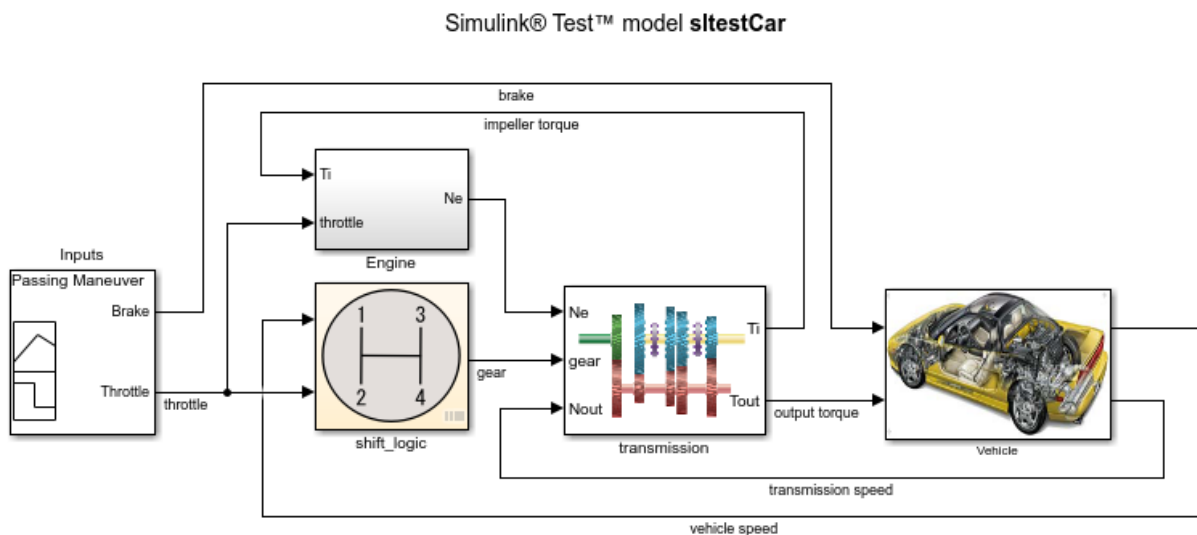 Simulink® Test™ model sltestCar
brake
impeller torque
Ti
Ne
throttle
Engine
Inputs
Passing Maneuver
Brake
Throttle
throttle
1 3
2 4
shift_logic
gear
Ne
gear
Nout
Ti
Tout
transmission
output torque
Vehicle
transmission speed
vehicle speed